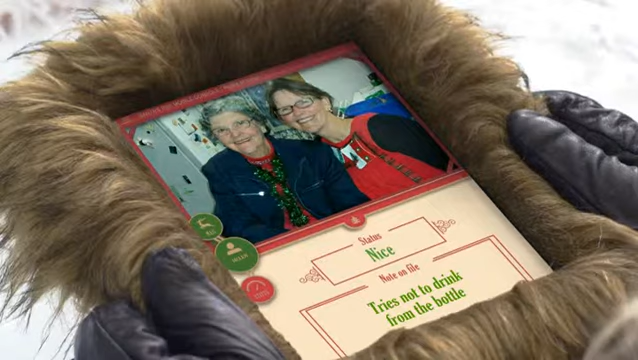 Status
Nice
Note on file
Tries not to drink
from the bottle